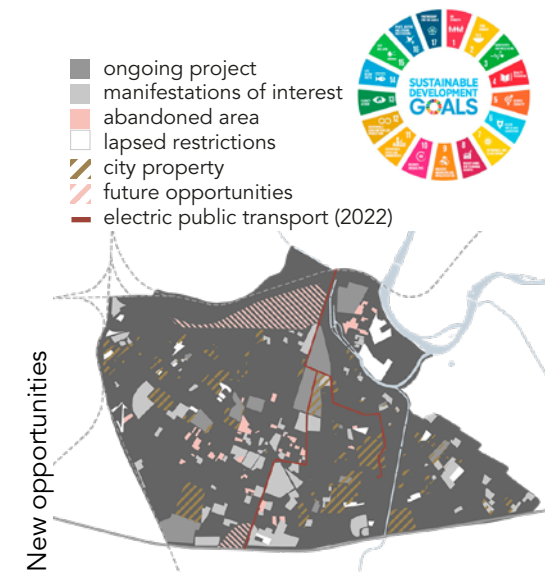 ongoing project
manifestations of interest
abandoned area
lapsed restrictions
city property
future opportunities
electric public transport (2022)
SUSTAINABLE
DEVELOPMENT
GOALS
New opportunities